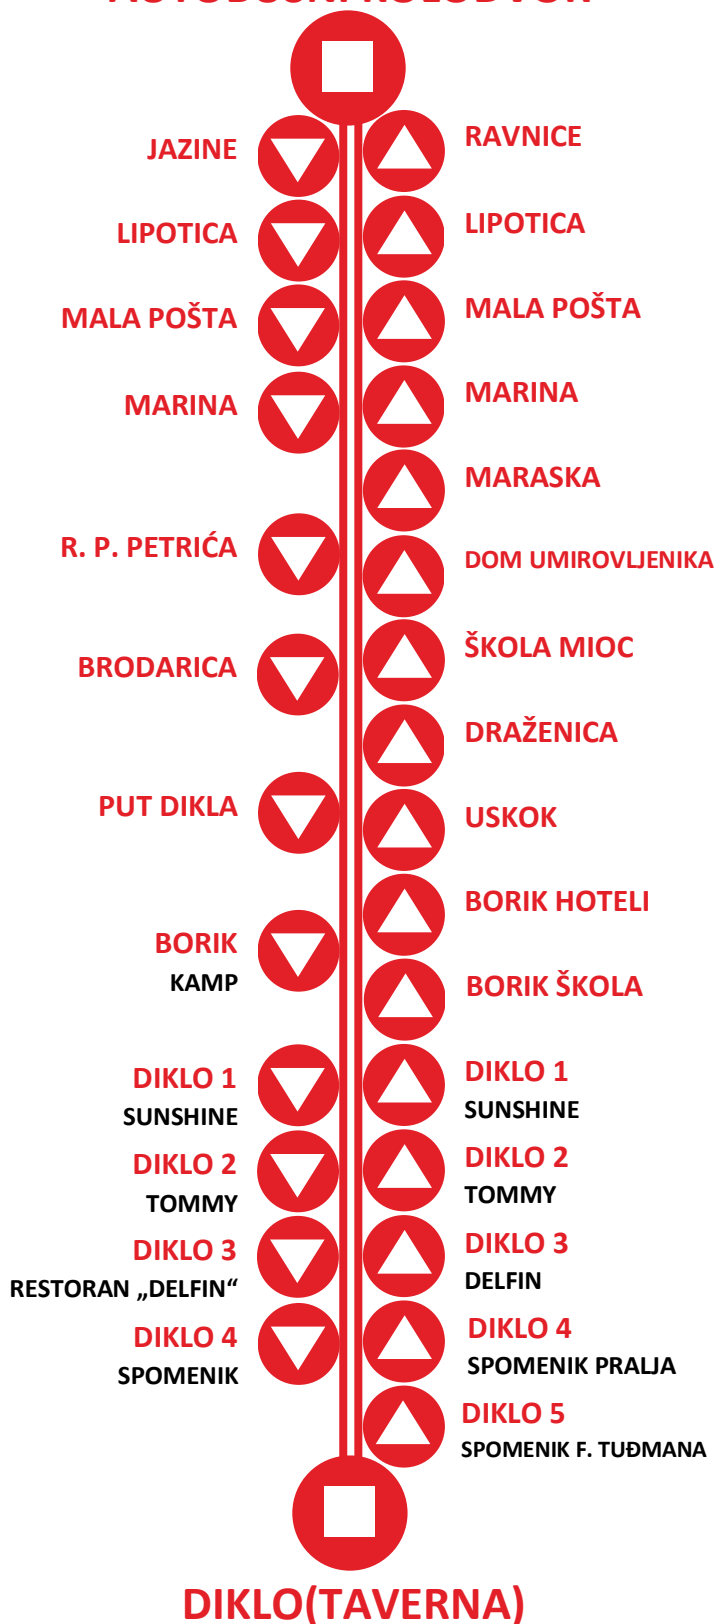 JAZINE
RAVNICE
LIPOTICA
LIPOTICA
MALA POŠTA
MALA POŠTA
MARINA
MARINA
MARASKA
R. P. PETRIĆA
DOM UMIROVLJENIKA
BRODARICA
ŠKOLA MIOC
DRAŽENICA
PUT DIKLA
USKOK
BORIK HOTELI
BORIK
KAMP
BORIK ŠKOLA
DIKLO 1
SUNSHINE
DIKLO 1
SUNSHINE
DIKLO 2
TOMMY
DIKLO 2
TOMMY
DIKLO 3
RESTORAN „DELFIN“
DIKLO 3
DELFIN
DIKLO 4
SPOMENIK
DIKLO 4
SPOMENIK PRALJA
DIKLO 5
SPOMENIK F. TUĐMANA
DIKLO(TAVERNA)